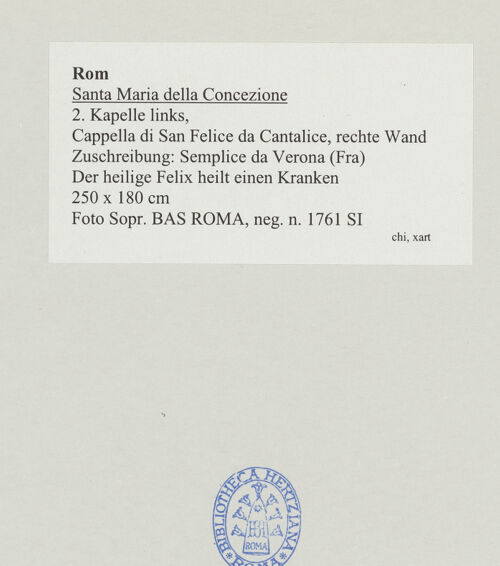 Rom
Santa Maria della Concezione
2. Kapelle links,
Cappella di San Felice da Cantalice, rechte Wand
Zuschreibung: Semplice da Verona (Fra)
Der heilige Felix heilt einen Kranken
250 x 180 cm
Foto Sopr. BAS ROMA, neg. n. 1761 SI
chi, xart
BIBLIOTHECA HERTZIANA
ROMA
* ROMA *